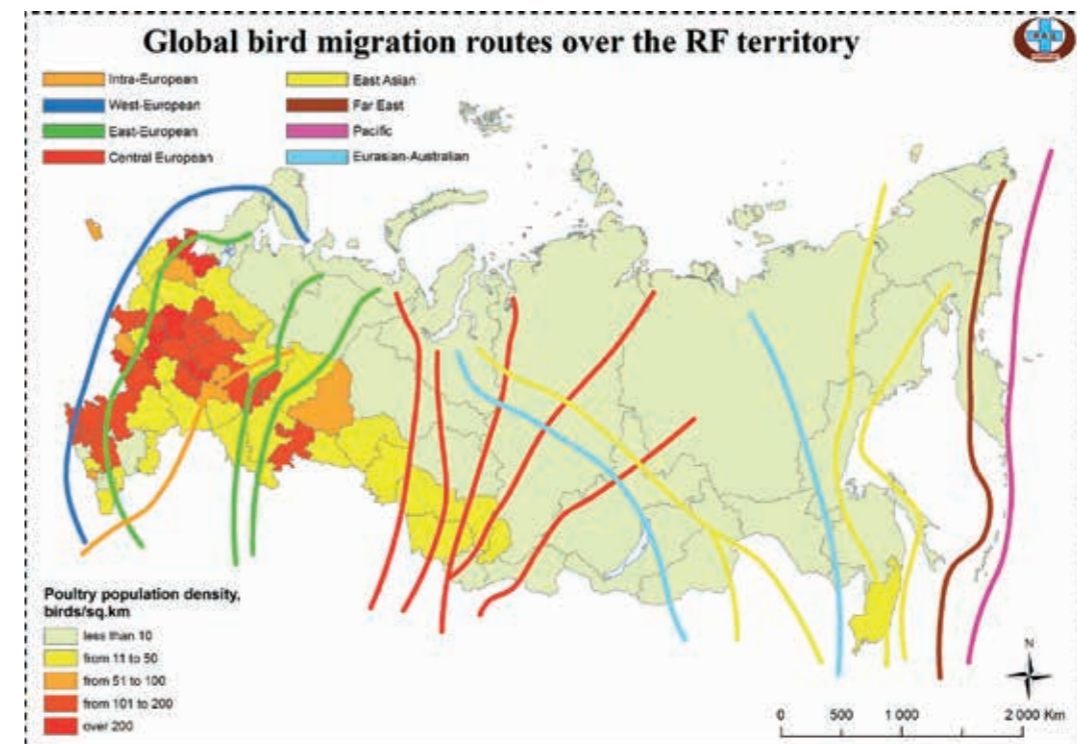 Global bird migration routes over the RF territory
Intra-European
West-European
East-European
Central European
East Asian
Far East
Pacific
Eurasian-Australian
Poultry population density,
birds/sq.km
less than 10
from 11 to 50
from 51 to 100
from 101 to 200
over 200
N
0 500 1 000 2 000 Km